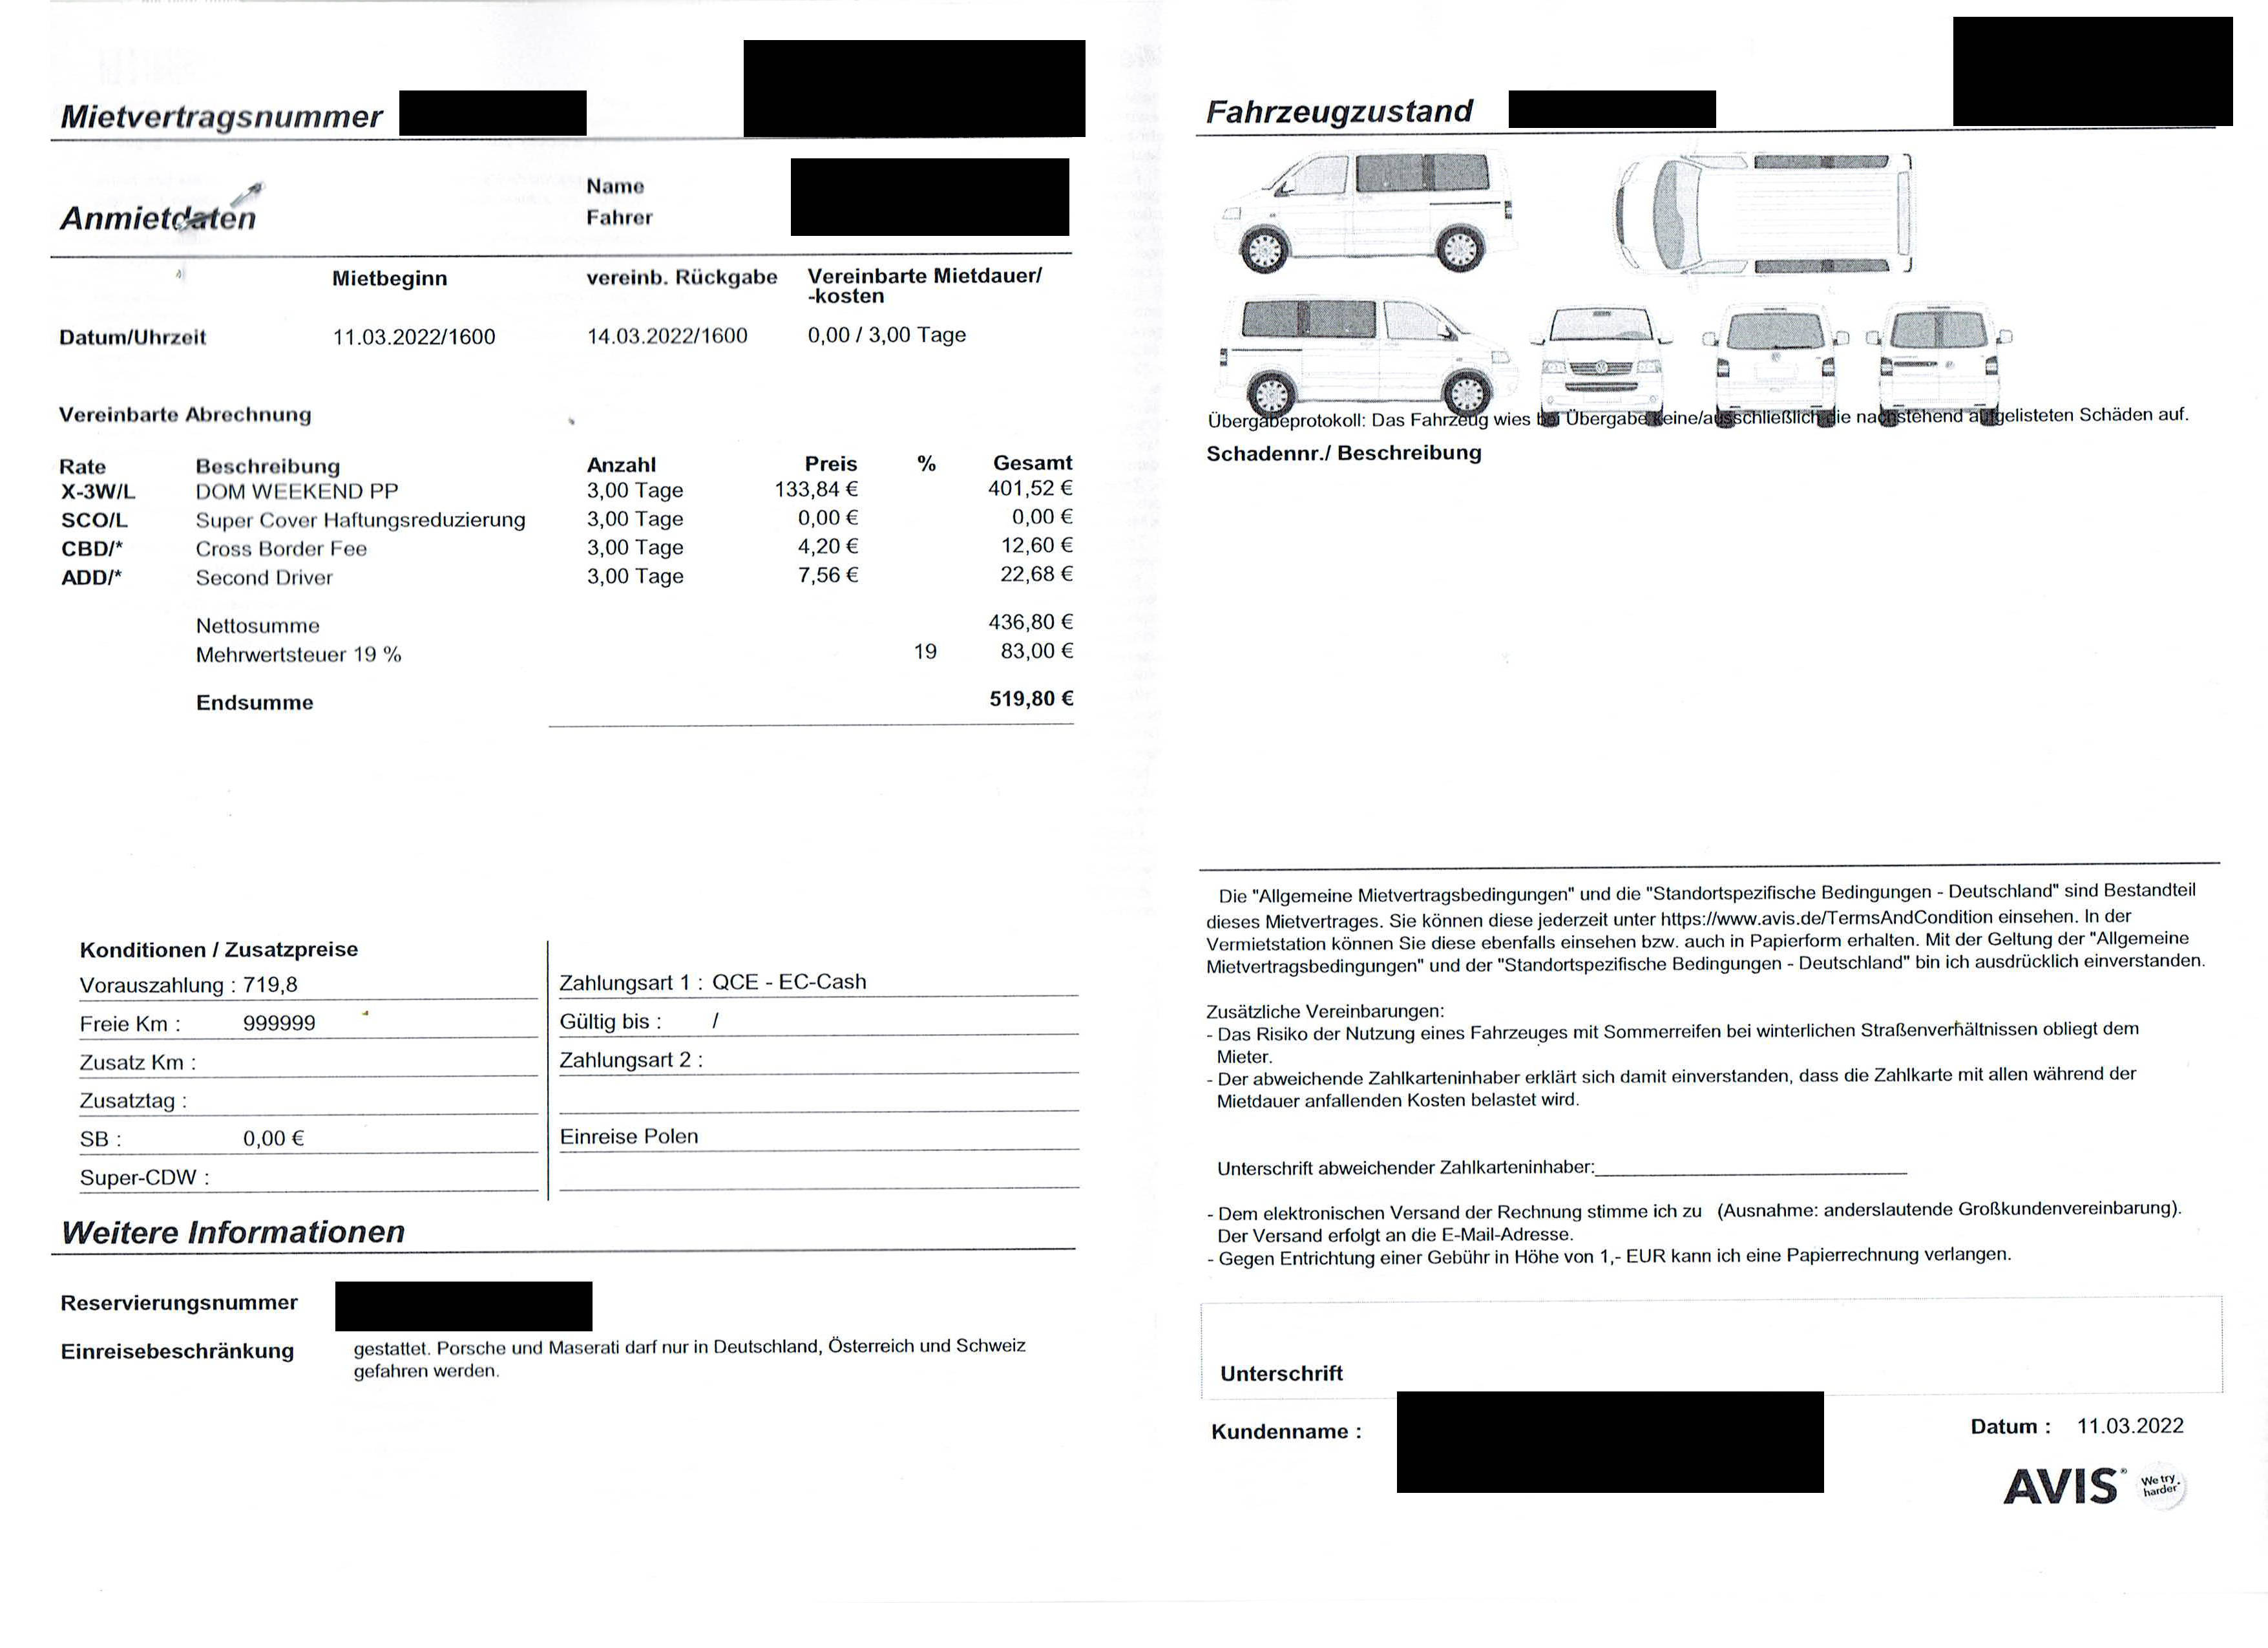 Mietvertragsnummer
Anmietdaten
Name
Fahrer
Mietbeginn vereinb. Rückgabe Vereinbarte Mietdauer/
-kosten
Datum/Uhrzeit 11.03.2022/1600 14.03.2022/1600 0,00 / 3,00 Tage
Vereinbarte Abrechnung
Rate Beschreibung Anzahl Preis % Gesamt
X-3W/L DOM WEEKEND PP 3,00 Tage 133,84 € 401,52 €
SCO/L Super Cover Haftungsreduzierung 3,00 Tage 0,00 € 0,00 €
CBD/* Cross Border Fee 3,00 Tage 4,20 € 12,60 €
ADD/* Second Driver 3,00 Tage 7,56 € 22,68 €
Nettosumme 436,80 €
Mehrwertsteuer 19 % 19 83,00 €
Endsumme 519,80 €
Konditionen / Zusatzpreise
Vorauszahlung : 719,8
Freie Km : 999999
Zusatz Km :
Zusatztag :
SB : 0,00 €
Super-CDW :
Zahlungsart 1 : QCE - EC-Cash
Gültig bis : /
Zahlungsart 2 :
Einreise Polen
Weitere Informationen
Reservierungsnummer
Einreisebeschränkung gestattet. Porsche und Maserati darf nur in Deutschland, Österreich und Schweiz
gefahren werden.
Fahrzeugzustand
Übergabeprotokoll: Das Fahrzeug wies bei Übergabe keine/ausschließlich die nachstehend aufgelisteten Schäden auf.
Schadennr./ Beschreibung
Die "Allgemeine Mietvertragsbedingungen" und die "Standortspezifische Bedingungen - Deutschland" sind Bestandteil
dieses Mietvertrages. Sie können diese jederzeit unter https://www.avis.de/TermsAndCondition einsehen. In der
Vermietstation können Sie diese ebenfalls einsehen bzw. auch in Papierform erhalten. Mit der Geltung der "Allgemeine
Mietvertragsbedingungen" und der "Standortspezifische Bedingungen - Deutschland" bin ich ausdrücklich einverstanden.
Zusätzliche Vereinbarungen:
- Das Risiko der Nutzung eines Fahrzeuges mit Sommerreifen bei winterlichen Straßenverhältnissen obliegt dem
Mieter.
- Der abweichende Zahlkarteninhaber erklärt sich damit einverstanden, dass die Zahlkarte mit allen während der
Mietdauer anfallenden Kosten belastet wird.
Unterschrift abweichender Zahlkarteninhaber:
- Dem elektronischen Versand der Rechnung stimme ich zu (Ausnahme: anderslautende Großkundenvereinbarung).
Der Versand erfolgt an die E-Mail-Adresse.
- Gegen Entrichtung einer Gebühr in Höhe von 1,- EUR kann ich eine Papierrechnung verlangen.
Unterschrift
Kundenname :
Datum : 11.03.2022
AVIS® We try
harder.